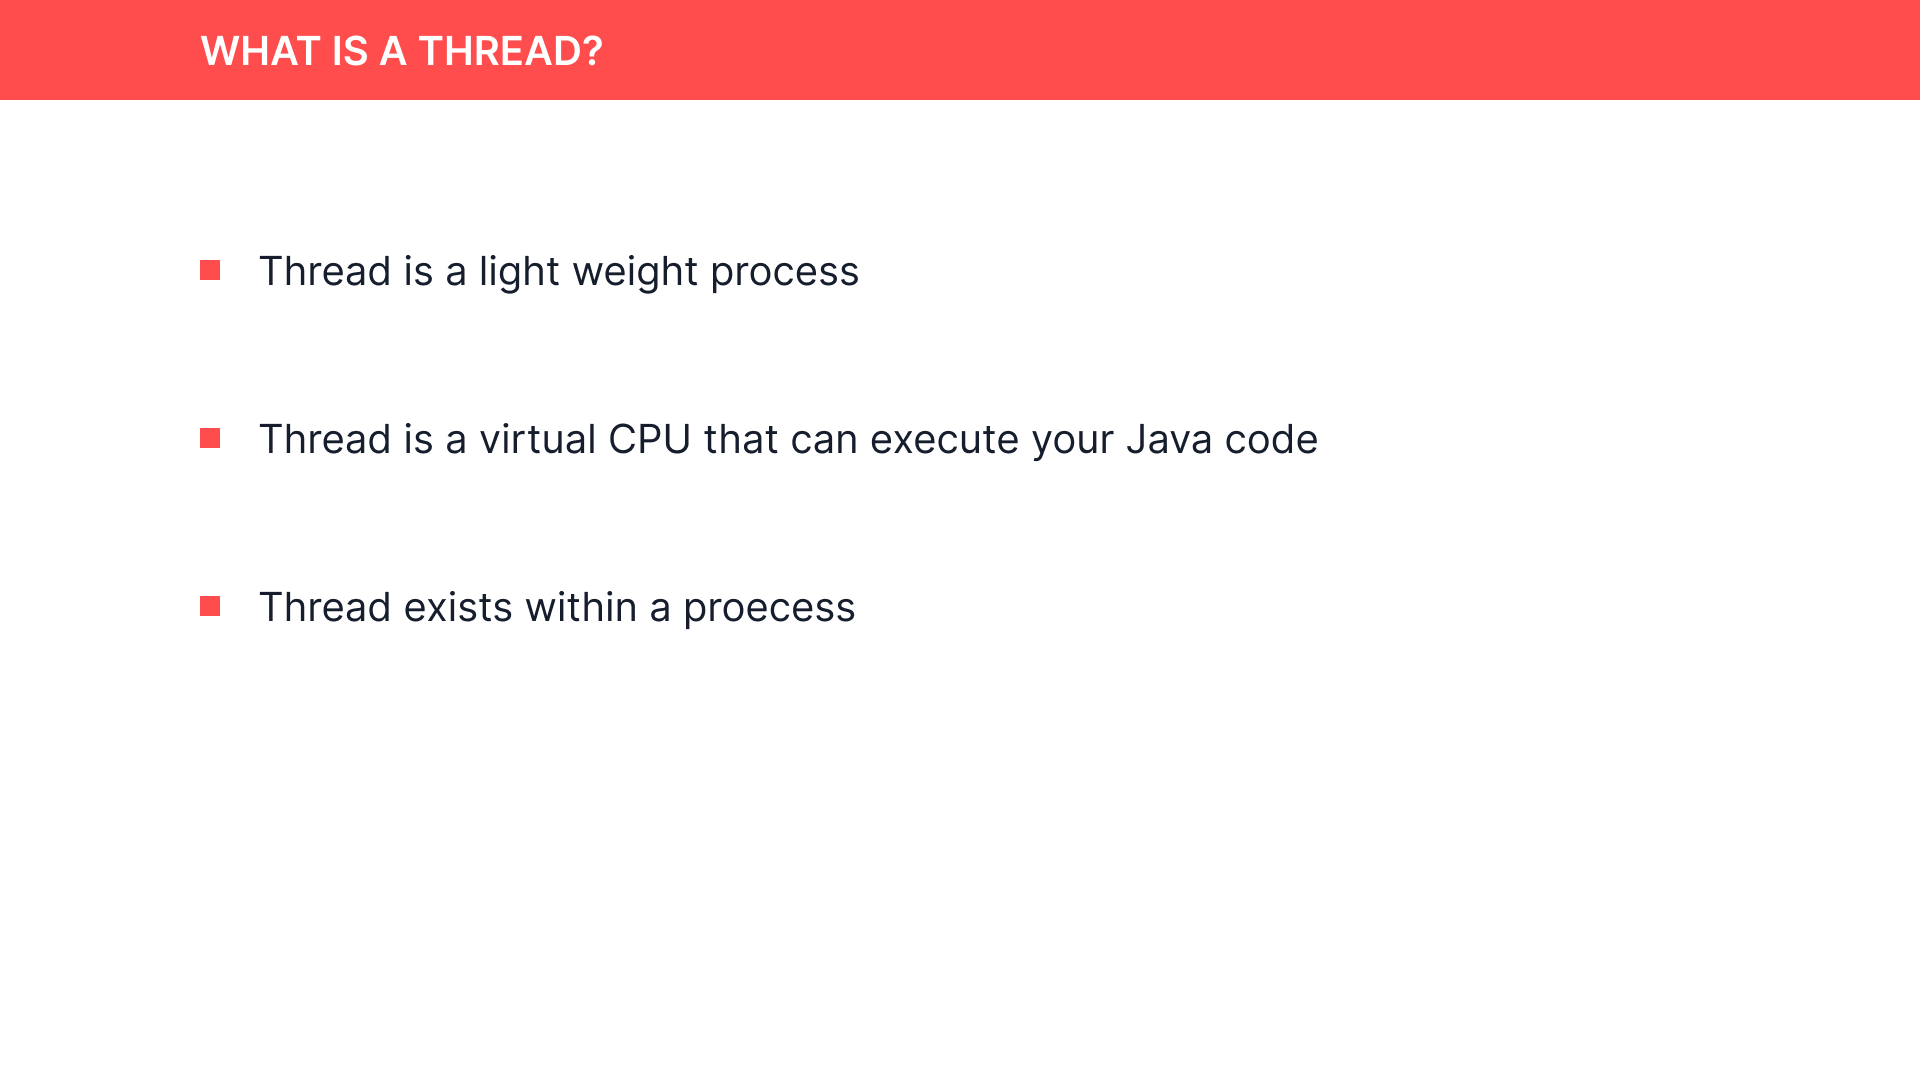 WHAT IS A THREAD?
Thread is a light weight process
Thread is a virtual CPU that can execute your Java code
Thread exists within a proecess